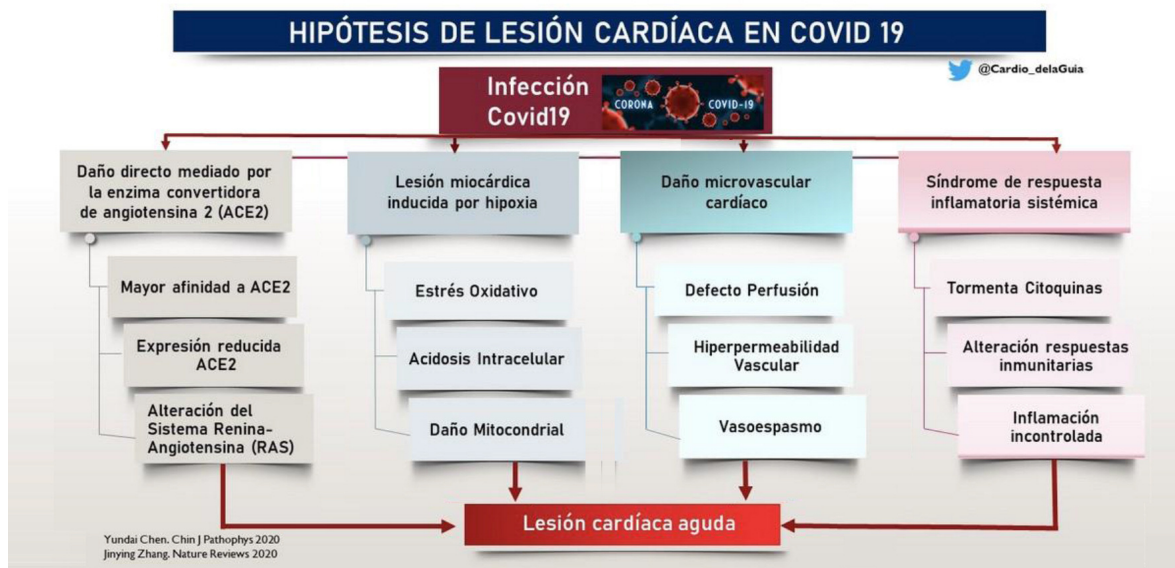 HIPÓTESIS DE LESIÓN CARDÍACA EN COVID 19
@Cardio_delaGuia
Infección
Covid19
CORONA
COVID-19
Daño directo mediado por
la enzima convertidora
de angiotensina 2 (ACE2)
Mayor afinidad a ACE2
Expresión reducida
ACE2
Alteración del
Sistema Renina-
Angiotensina (RAS)
Lesión miocárdica
inducida por hipoxia
Estrés Oxidativo
Acidosis Intracelular
Daño Mitocondrial
Daño microvascular
cardíaco
Defecto Perfusión
Hiperpermeabilidad
Vascular
Vasoespasmo
Síndrome de respuesta
inflamatoria sistémica
Tormenta Citoquinas
Alteración respuestas
inmunitarias
Inflamación
incontrolada
Lesión cardíaca aguda
Yundai Chen. Chin J Pathophys 2020
Jinying Zhang. Nature Reviews 2020